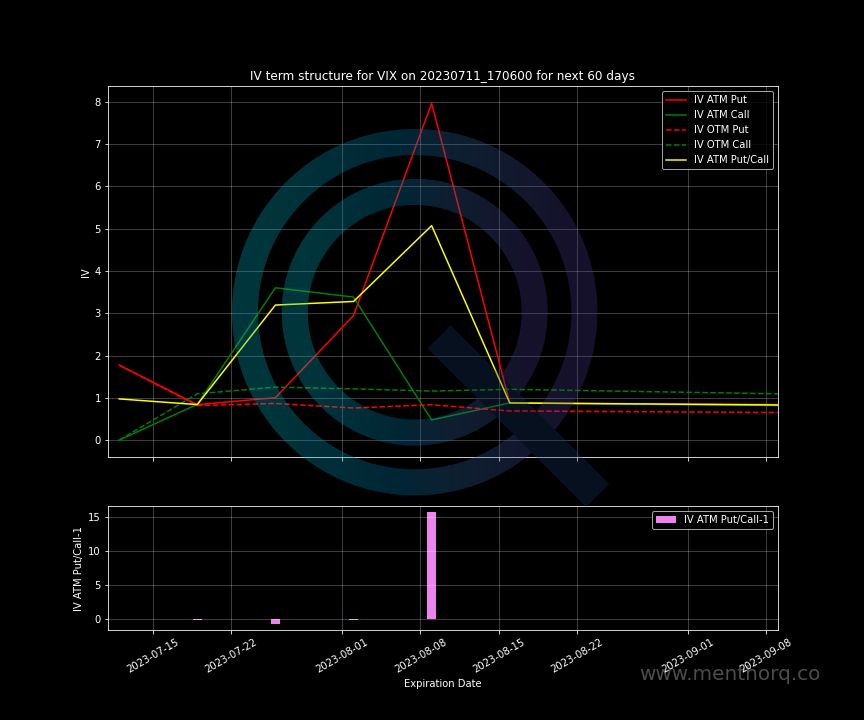 IV term structure for VIX on 20230711_170600 for next 60 days
IV ATM Put
IV ATM Call
IV OTM Put
IV OTM Call
IV ATM Put/Call
8
7
6
5
4
3
2
1
0
IV
IV ATM Put/Call-1
15
10
5
0
IV ATM Put/Call-1
2023-07-15
2023-07-22
2023-08-01
2023-08-08
2023-08-15
2023-08-22
2023-09-01
2023-09-08
Expiration Date
www.menthorq.co